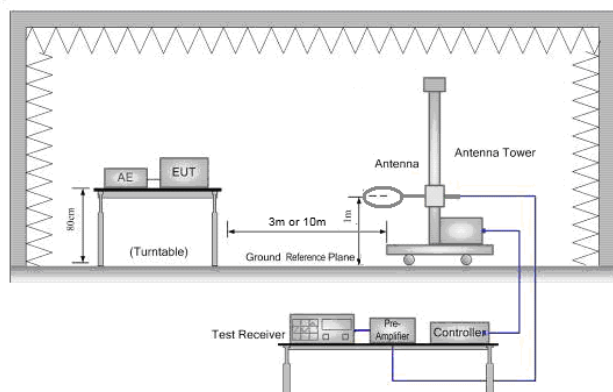 Antenna
Antenna Tower
AE
EUT
80cm
(Turntable)
3m or 10m
1m
Ground Reference Plane
Test Receiver
Pre-
Amplifier
Controller